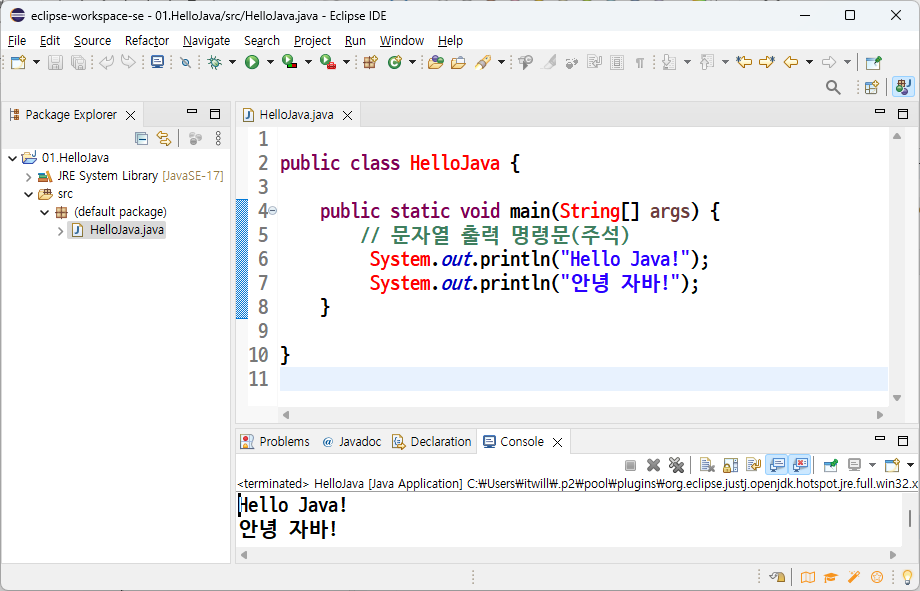 eclipse-workspace-se - 01.HelloJava/src/HelloJava.java - Eclipse IDE
File Edit Source Refactor Navigate Search Project Run Window Help
Package Explorer
01.HelloJava
JRE System Library [JavaSE-17]
src
(default package)
HelloJava.java
HelloJava.java
1
2 public class HelloJava {
3
4 public static void main(String[] args) {
5 // 문자열 출력 명령문(주석)
6 System.out.println("Hello Java!");
7 System.out.println("안녕 자바!");
8 }
9
10 }
11
Problems @ Javadoc Declaration Console
<terminated> HelloJava [Java Application] C:₩Users₩itwill₩.p2₩pool₩plugins₩org.eclipse.justj.openjdk.hotspot.jre.full.win32.x
Hello Java!
안녕 자바!